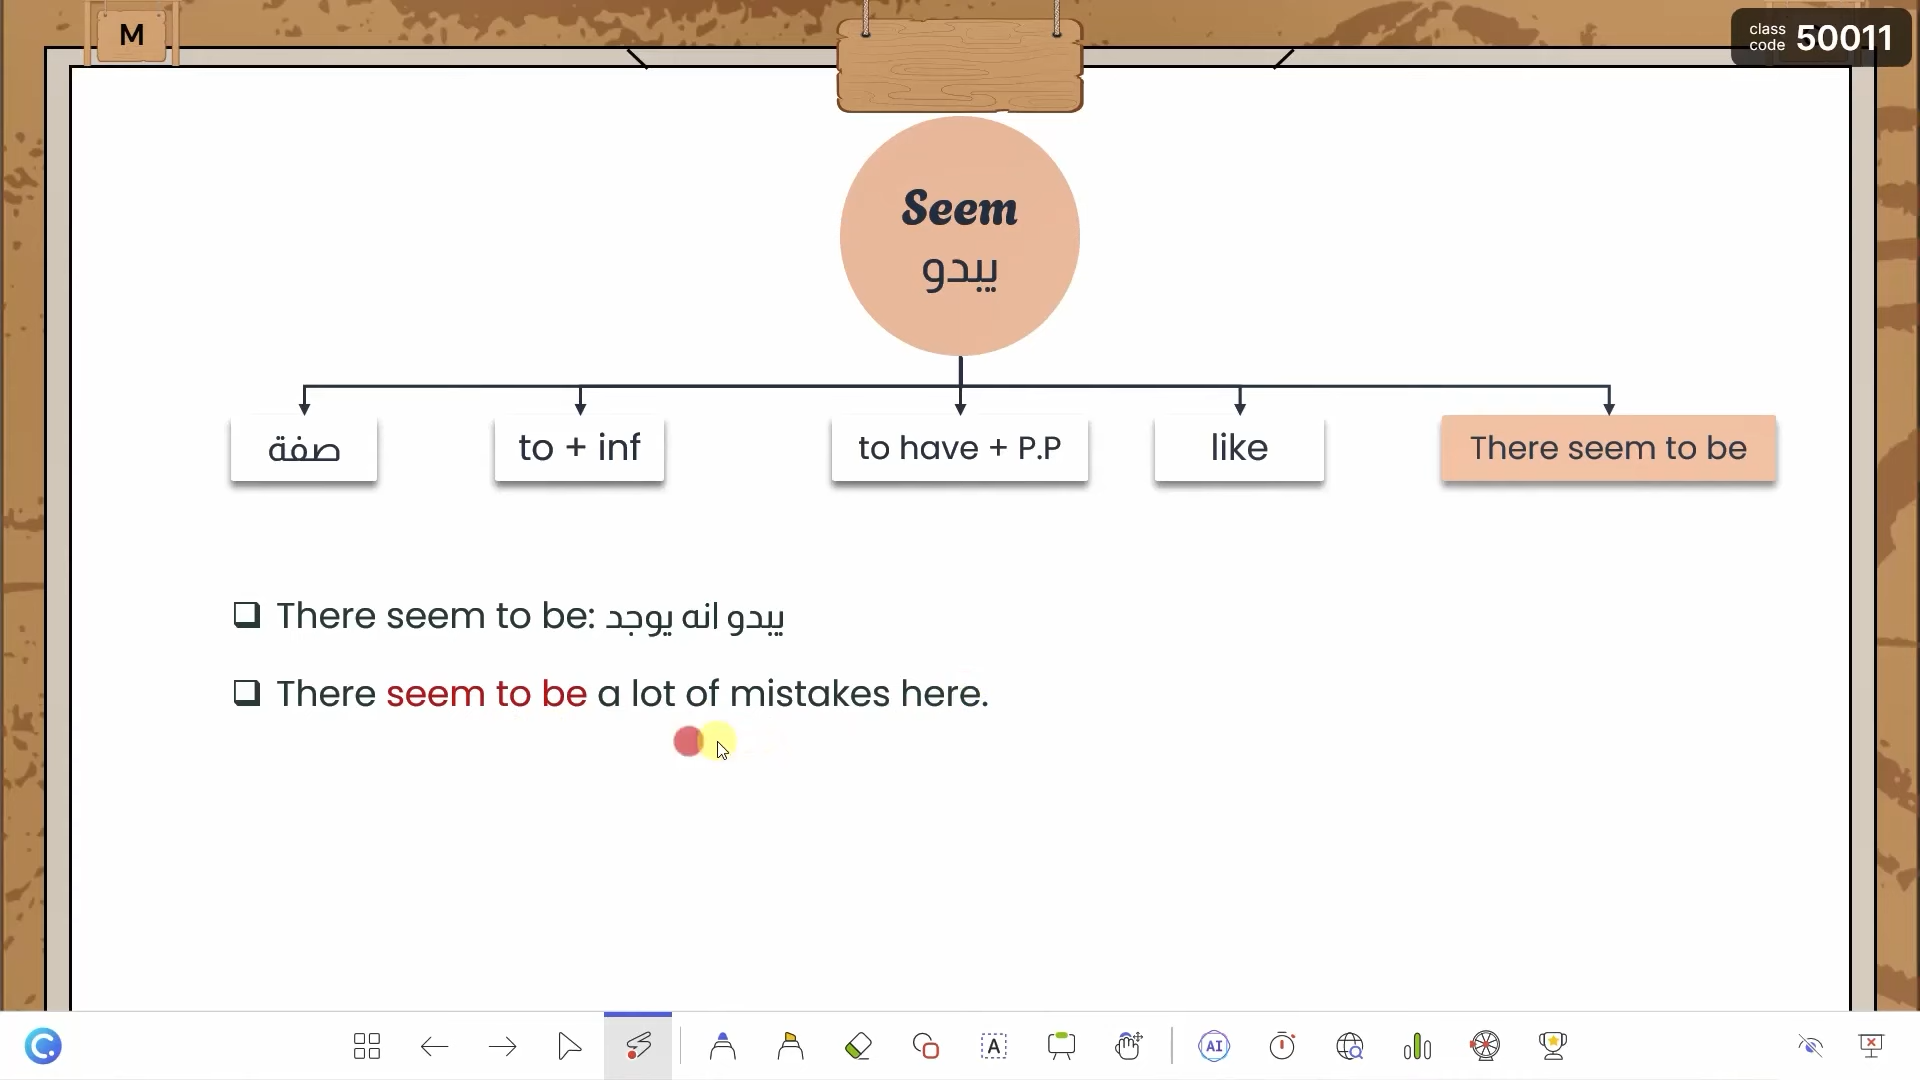 M
class code 50011
Seem
يبدو
صفة
to + inf
to have + P.P
like
There seem to be
There seem to be: يبدو انه يوجد
There seem to be a lot of mistakes here.
A
AI